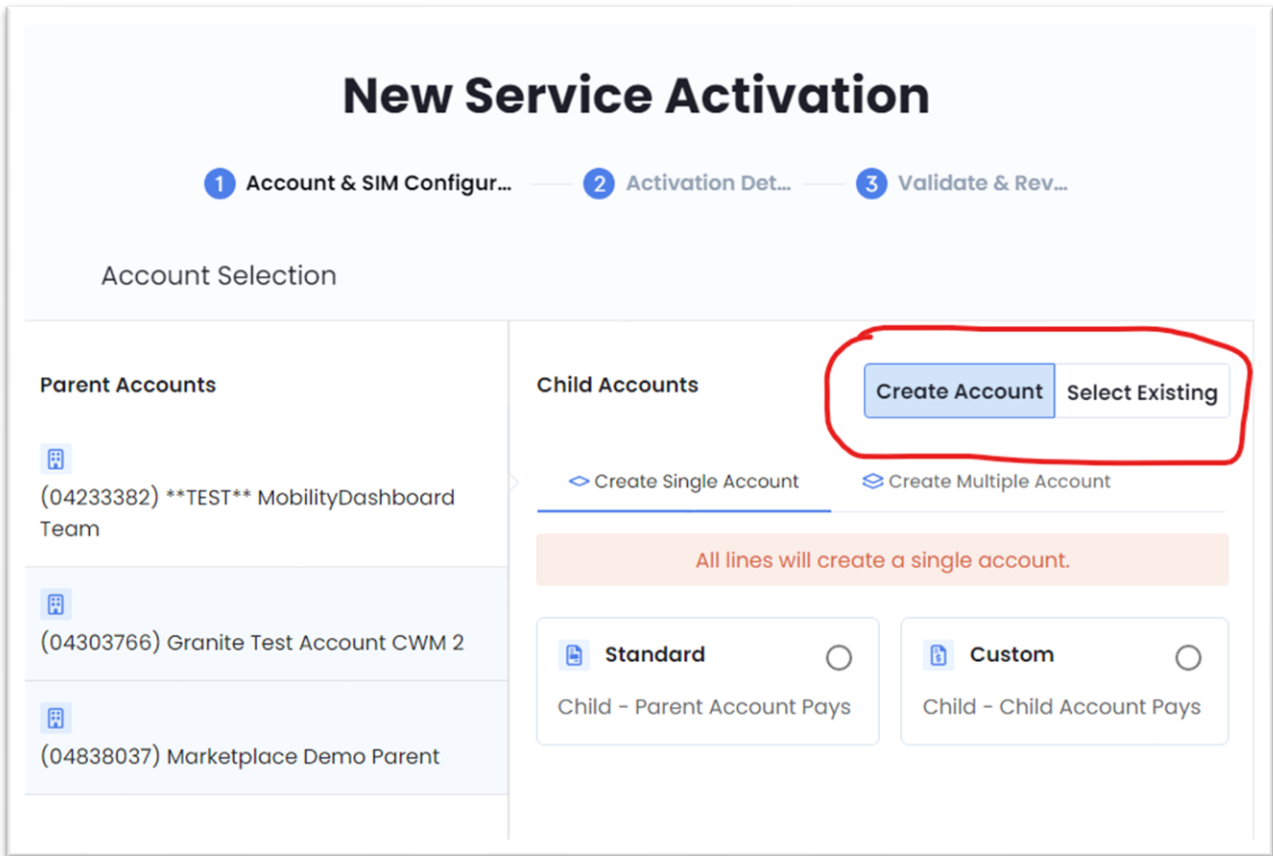 New Service Activation
1 Account & SIM Configur... 2 Activation Det... 3 Validate & Rev...
Account Selection
Parent Accounts
(04233382) **TEST** MobilityDashboard
Team
(04303766) Granite Test Account CWM 2
(04838037) Marketplace Demo Parent
Child Accounts
Create Account Select Existing
Create Single Account Create Multiple Account
All lines will create a single account.
Standard
Child - Parent Account Pays
Custom
Child - Child Account Pays